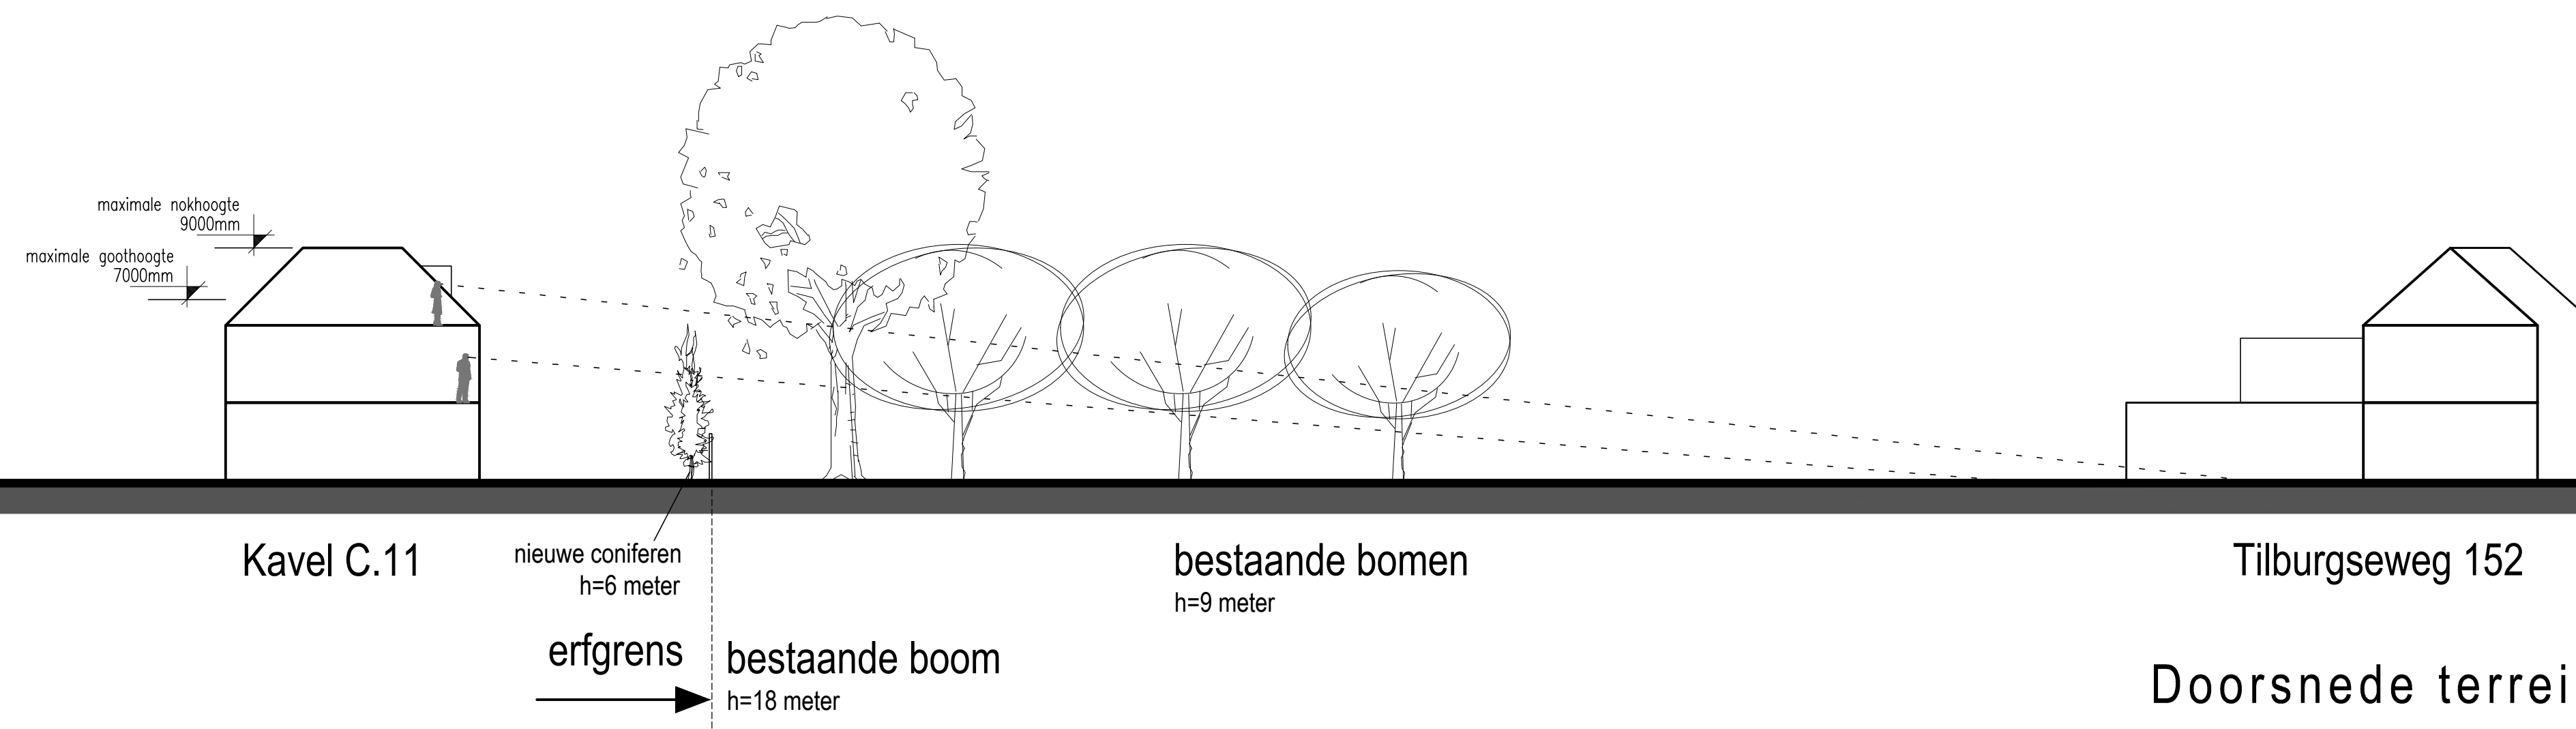 maximale nokhoogte
9000mm
maximale goothoogte
7000mm
Kavel C.11
nieuwe coniferen
h=6 meter
erfgrens
bestaande boom
h=18 meter
bestaande bomen
h=9 meter
Tilburgseweg 152
Doorsnede terrei